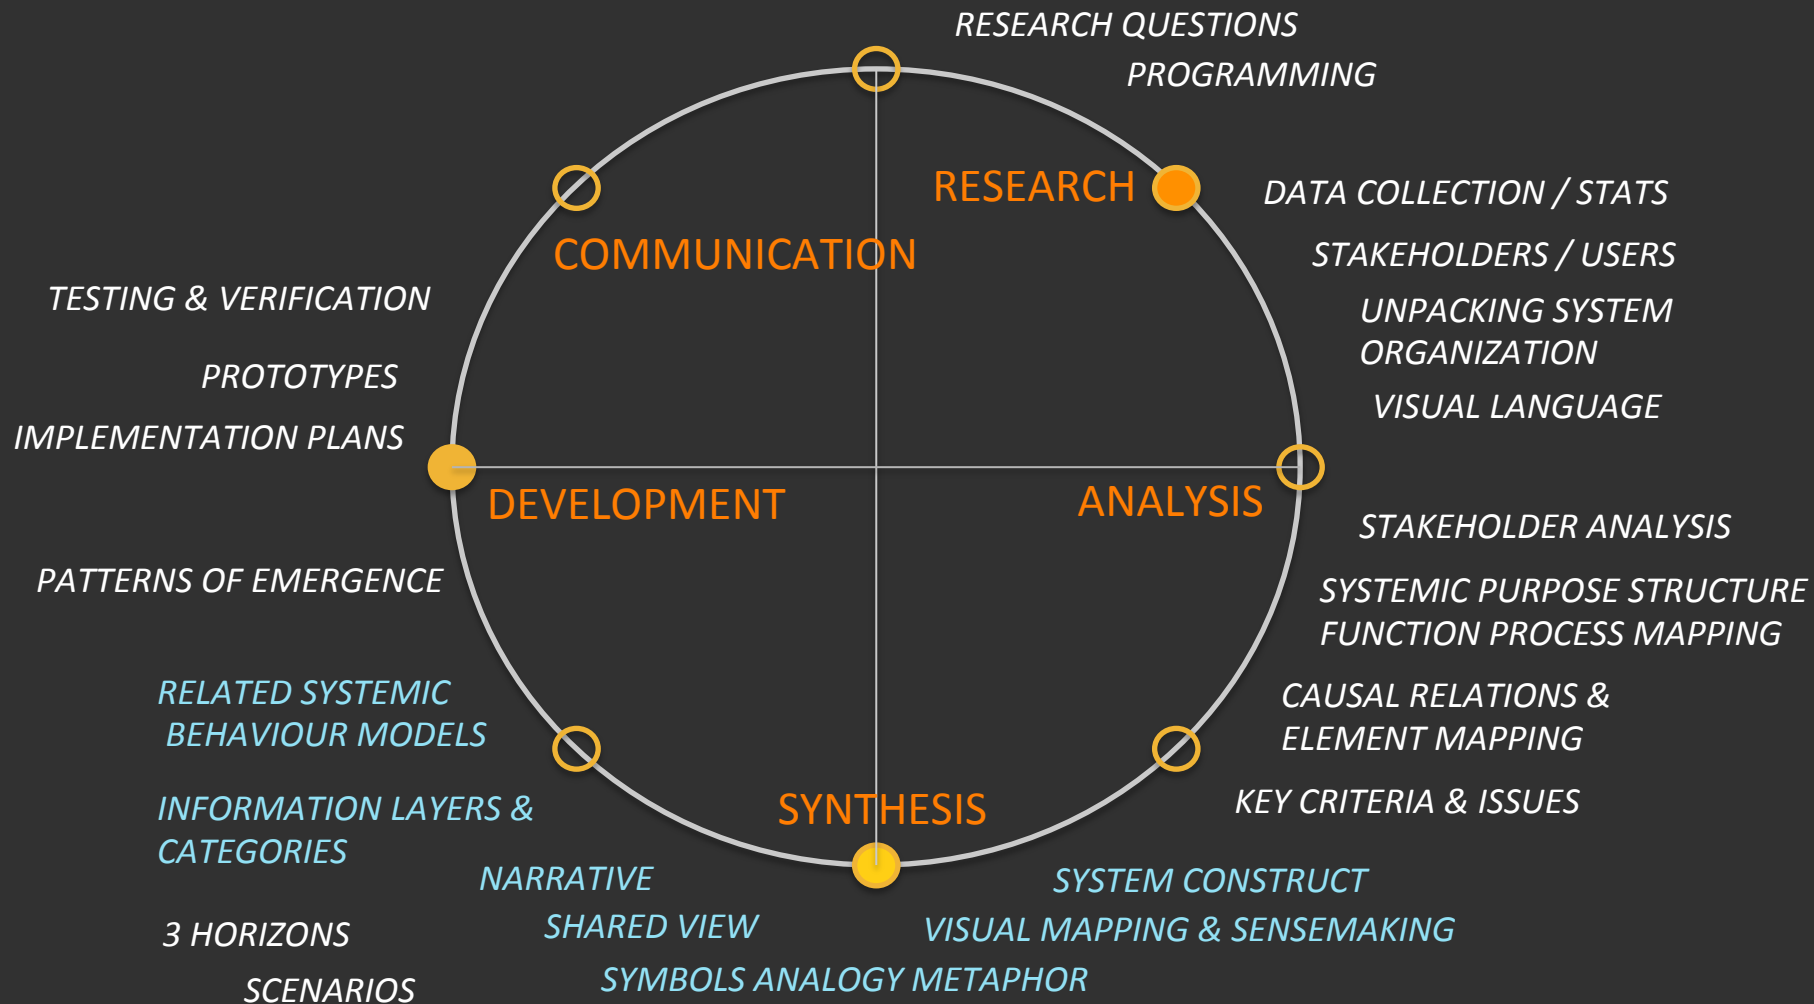 RESEARCH QUESTIONS
PROGRAMMING
RESEARCH
DATA COLLECTION / STATS
COMMUNICATION
STAKEHOLDERS / USERS
TESTING & VERIFICATION
UNPACKING SYSTEM
ORGANIZATION
PROTOTYPES
VISUAL LANGUAGE
IMPLEMENTATION PLANS
DEVELOPMENT
ANALYSIS
STAKEHOLDER ANALYSIS
PATTERNS OF EMERGENCE
SYSTEMIC PURPOSE STRUCTURE
FUNCTION PROCESS MAPPING
RELATED SYSTEMIC
BEHAVIOUR MODELS
CAUSAL RELATIONS &
ELEMENT MAPPING
INFORMATION LAYERS &
CATEGORIES
SYNTHESIS
KEY CRITERIA & ISSUES
NARRATIVE
SYSTEM CONSTRUCT
3 HORIZONS
SHARED VIEW
VISUAL MAPPING & SENSEMAKING
SCENARIOS
SYMBOLS ANALOGY METAPHOR